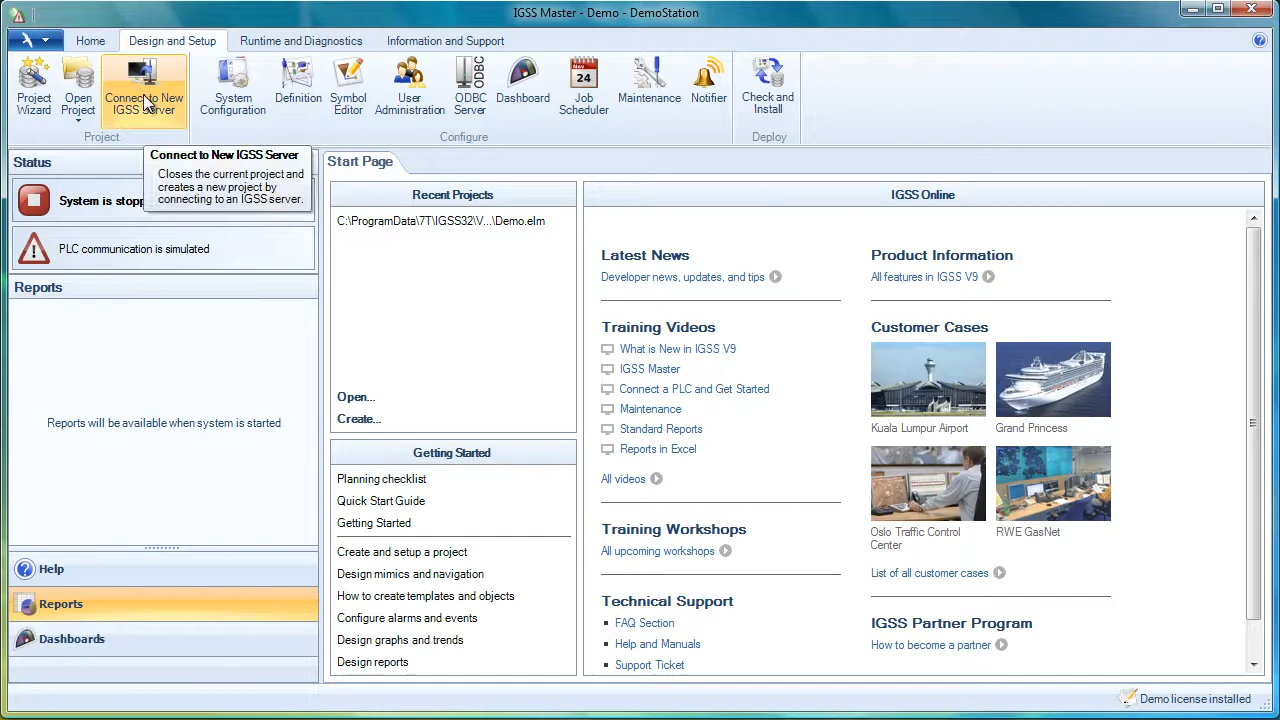 IGSS Master - Demo - DemoStation
Home
Design and Setup
Runtime and Diagnostics
Information and Support
Project Wizard
Open Project
Connect to New IGSS Server
System Configuration
Definition
Symbol Editor
User Administration
ODBC Server
ODBC
Dashboard
Job Scheduler
NOV
24
Maintenance
Notifier
Check and Install
Project
Configure
Deploy
Connect to New IGSS Server
Closes the current project and
creates a new project by
connecting to an IGSS server.
Status
System is stopp
PLC communication is simulated
Reports
Reports will be available when system is started
Help
Reports
Dashboards
Start Page
Recent Projects
C:\ProgramData\7T\IGSS32\V...\Demo.elm
Open...
Create...
Getting Started
Planning checklist
Quick Start Guide
Getting Started
Create and setup a project
Design mimics and navigation
How to create templates and objects
Configure alarms and events
Design graphs and trends
Design reports
IGSS Online
Latest News
Developer news, updates, and tips
Training Videos
What is New in IGSS V9
IGSS Master
Connect a PLC and Get Started
Maintenance
Standard Reports
Reports in Excel
All videos
Training Workshops
All upcoming workshops
Technical Support
FAQ Section
Help and Manuals
Support Ticket
Product Information
All features in IGSS V9
Customer Cases
Kuala Lumpur Airport
Grand Princess
Oslo Traffic Control
Center
RWE GasNet
List of all customer cases
IGSS Partner Program
How to become a partner
Demo license installed